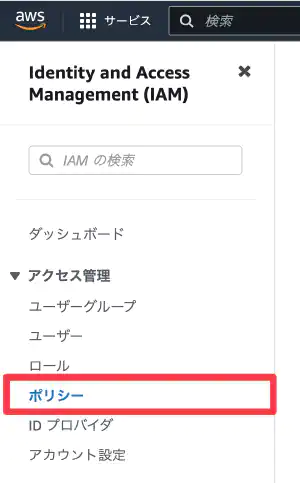 aws
サービス
検索
Identity and Access
Management (IAM)
IAM の検索
ダッシュボード
アクセス管理
ユーザーグループ
ユーザー
ロール
ポリシー
ID プロバイダ
アカウント設定